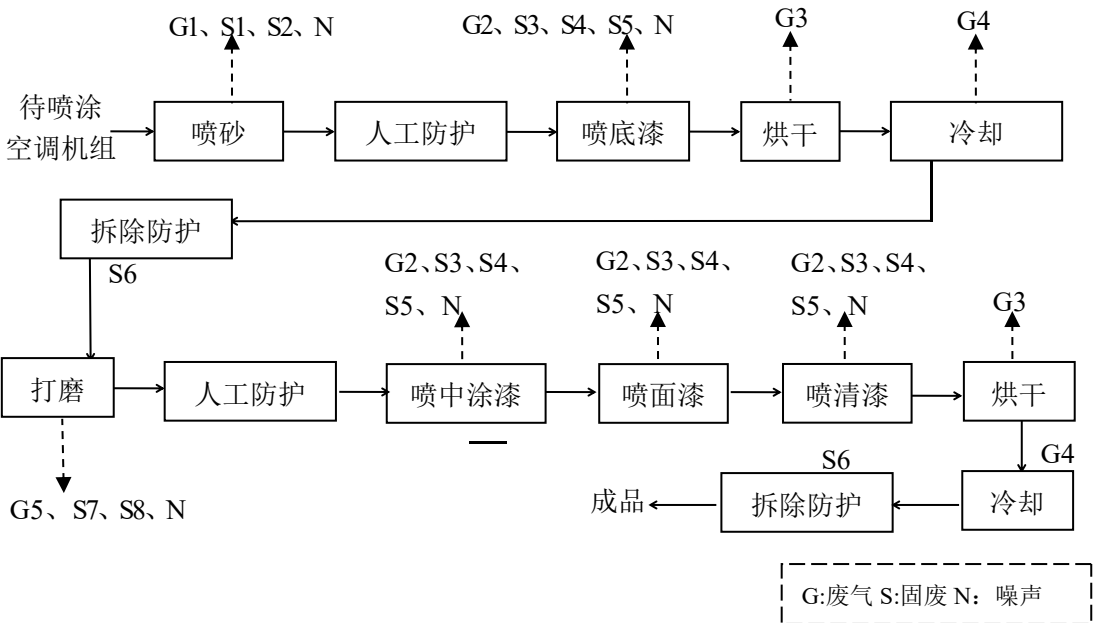 G1、S1、S2、N
G2、S3、S4、S5、N
G3
G4
待喷涂
空调机组
喷砂
人工防护
喷底漆
烘干
冷却
拆除防护
S6
G2、S3、S4、
S5、N
G2、S3、S4、
S5、N
G2、S3、S4、
S5、N
G3
打磨
人工防护
喷中涂漆
喷面漆
喷清漆
烘干
G4
S6
G5、S7、S8、N
成品
拆除防护
冷却
G:废气 S:固废 N：噪声